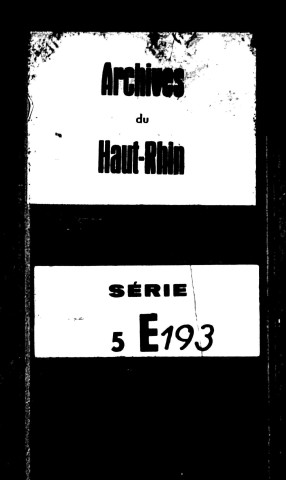 Archives
du
Haut-Rhin
SÉRIE
5 E193